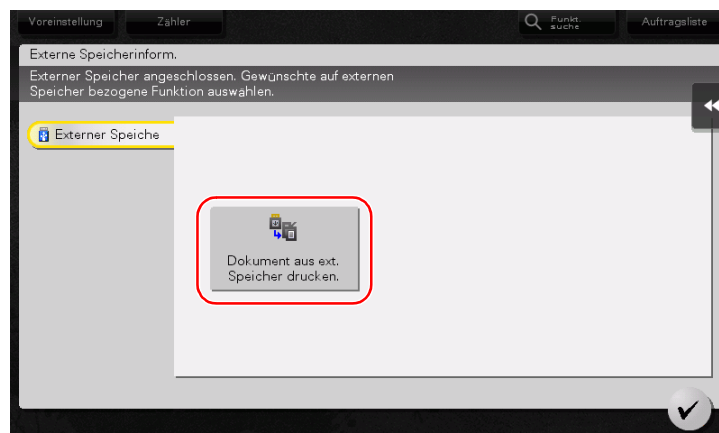 Voreinstellung Zähler Funkt. suche Auftragsliste
Externe Speicherinform.
Externer Speicher angeschlossen. Gewünschte auf externen
Speicher bezogene Funktion auswählen.
Externer Speiche
Dokument aus ext.
Speicher drucken.